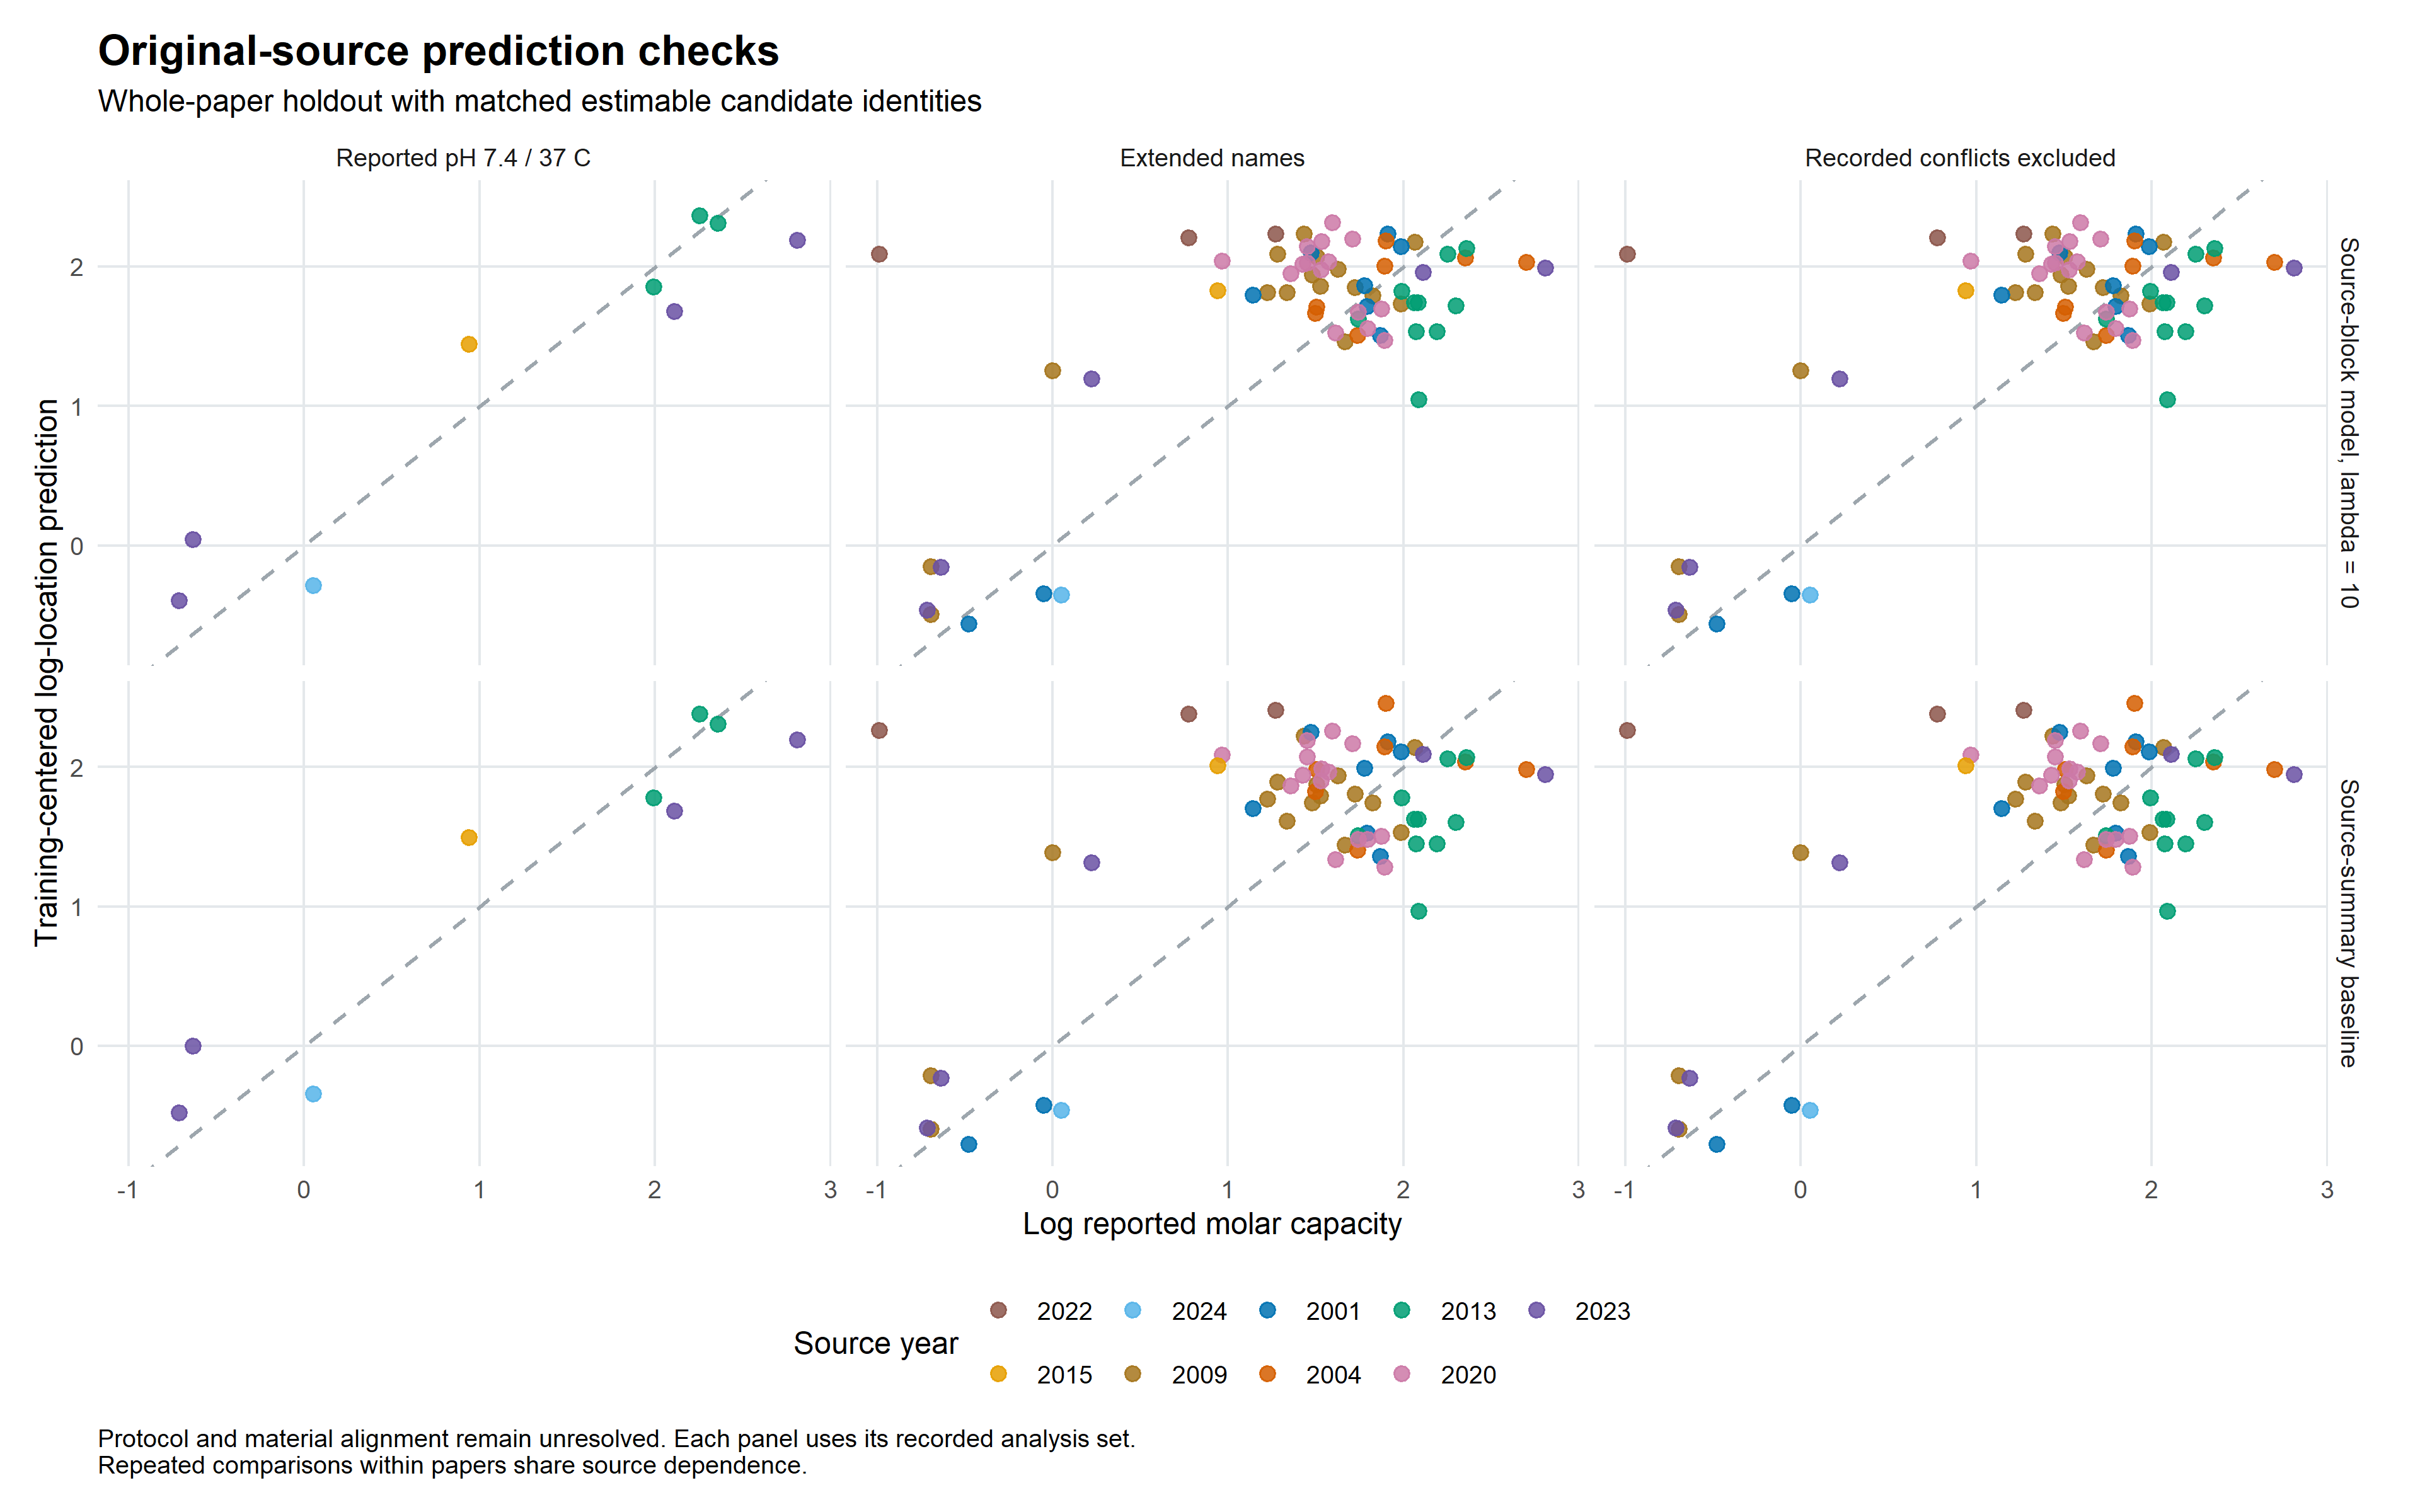 Original-source prediction checks
Whole-paper holdout with matched estimable candidate identities
Reported pH 7.4 / 37 C
Extended names
Recorded conflicts excluded
Training-centered log-location prediction
2
1
0
Source-block model, lambda = 10
2
1
0
Source-summary baseline
-1 0 1 2 3
-1 0 1 2 3
-1 0 1 2 3
Log reported molar capacity
Source year
2022 2024 2001 2013 2023
2015 2009 2004 2020
Protocol and material alignment remain unresolved. Each panel uses its recorded analysis set.
Repeated comparisons within papers share source dependence.